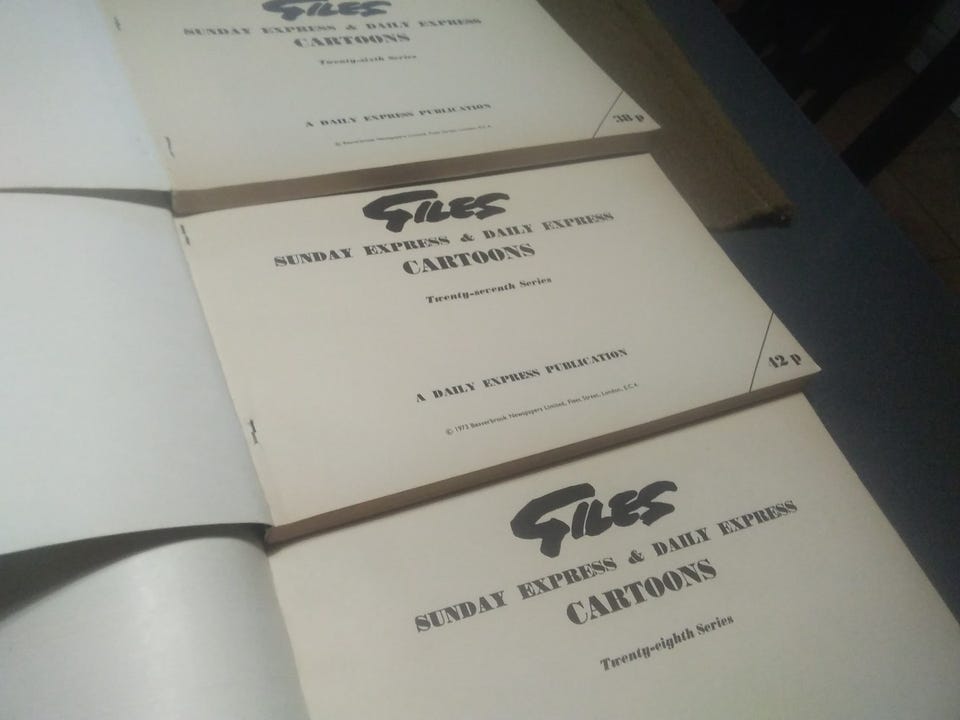 GILES
SUNDAY EXPRESS & DAILY EXPRESS
CARTOONS
Twenty-sixth Series
A DAILY EXPRESS PUBLICATION
38p
GILES
SUNDAY EXPRESS & DAILY EXPRESS
CARTOONS
Twenty-seventh Series
A DAILY EXPRESS PUBLICATION
42p
© 1973 Beaverbrook Newspapers Limited, Fleet Street, London, E.C.4.
GILES
SUNDAY EXPRESS & DAILY EXPRESS
CARTOONS
Twenty-eighth Series